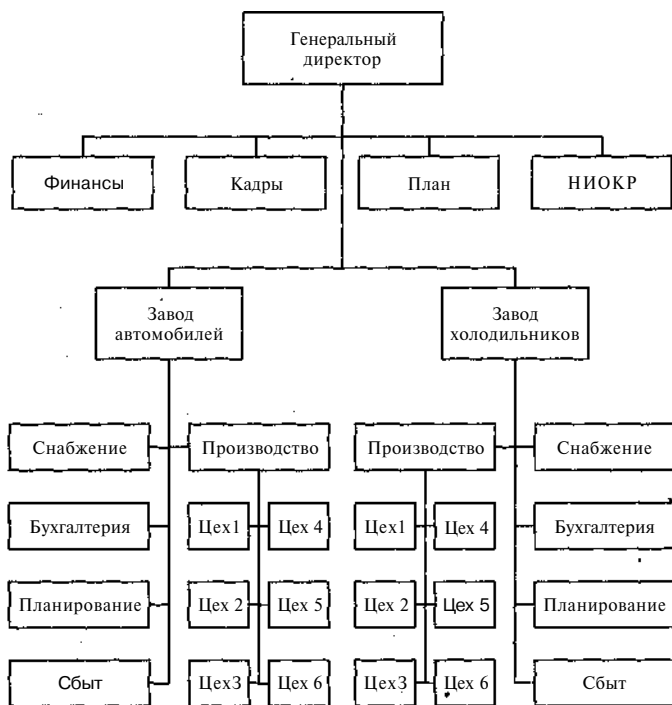 Генеральный
директор
Финансы
Кадры
План
НИОКР
Завод
автомобилей
Завод
холодильников
Снабжение
Производство
Производство
Снабжение
Бухгалтерия
Цех1
Цех 4
Цех1
Цех 4
Бухгалтерия
Планирование
Цех 2
Цех 5
Цех 2
Цех 5
Планирование
Сбыт
Цех3
Цех 6
Цех3
Цех 6
Сбыт